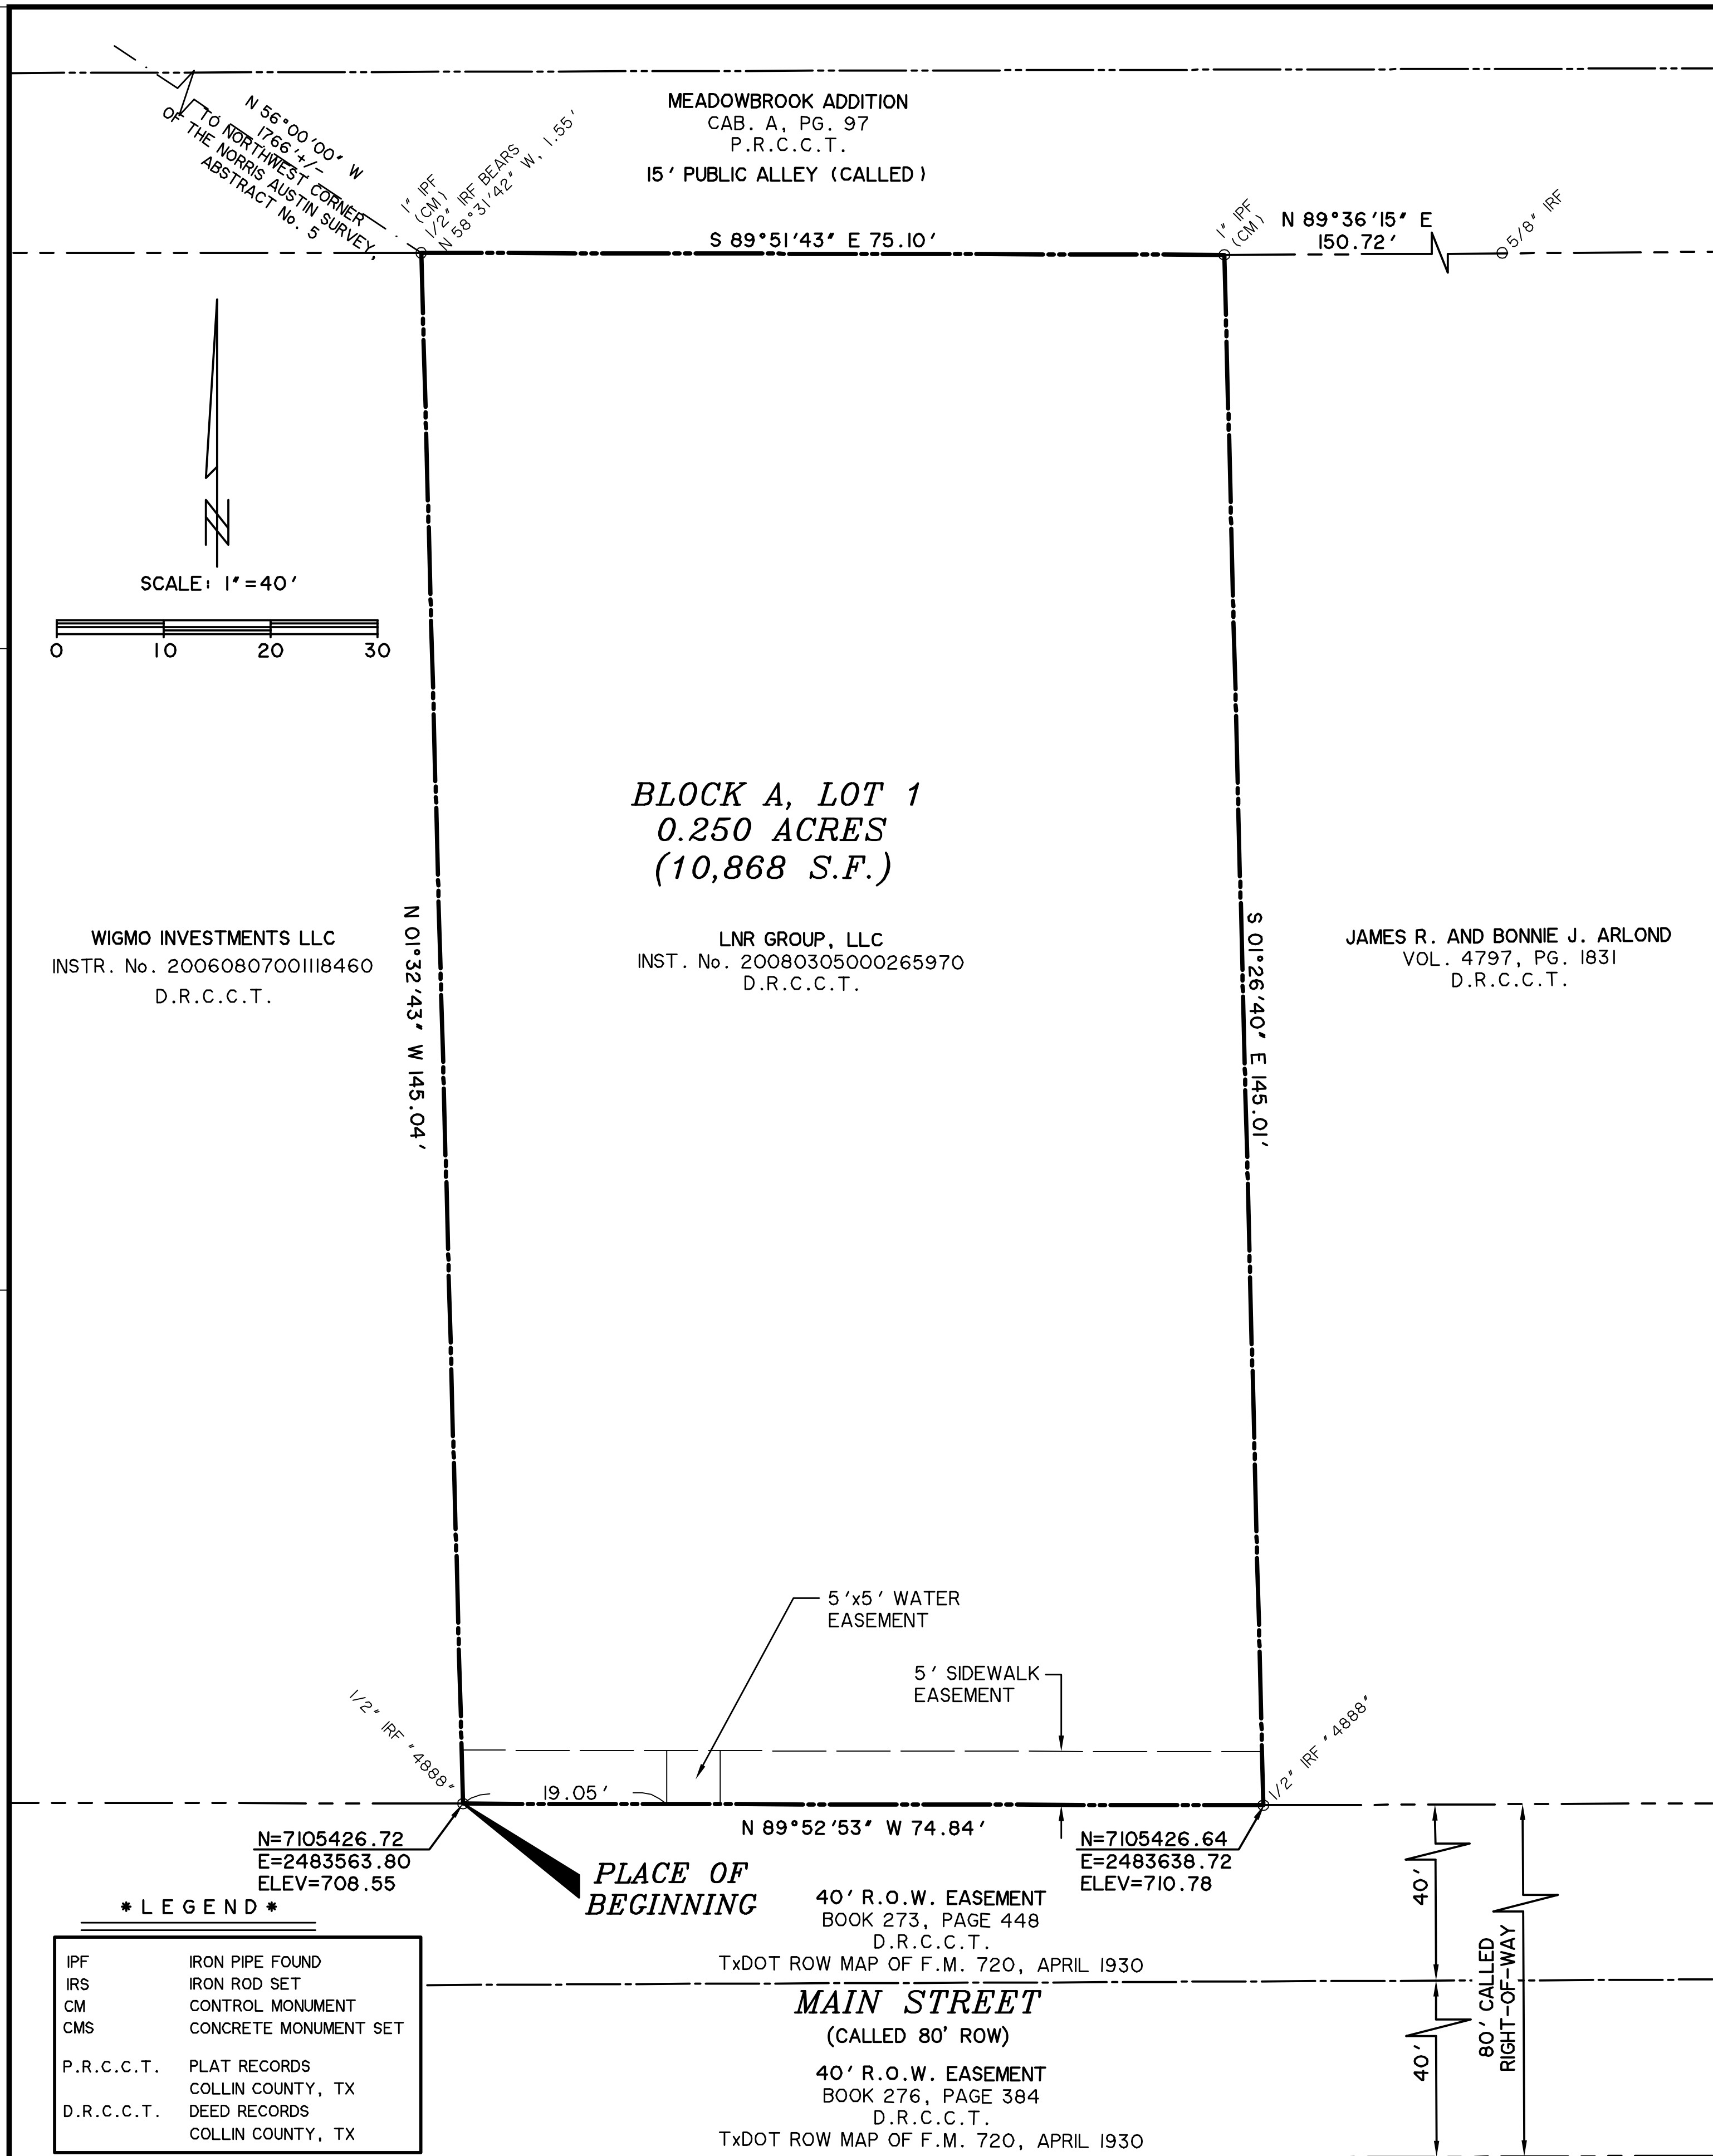 MEADOWBROOK ADDITION
CAB. A, PG. 97
P.R.C.C.T.
15' PUBLIC ALLEY (CALLED)
N 56°00'00" W
1766'+/-
TO NORTHWEST CORNER
OF THE NORRIS AUSTIN SURVEY,
ABSTRACT No. 5
1" IPF
(CM)
1/2" IRF BEARS
N 58°31'42" W, 1.55'
S 89°51'43" E 75.10'
1" IPF
(CM)
N 89°36'15" E
150.72'
5/8" IRF
N
SCALE: 1"=40'
0 10 20 30
BLOCK A, LOT 1
0.250 ACRES
(10,868 S.F.)
WIGMO INVESTMENTS LLC
INSTR. No. 20060807001118460
D.R.C.C.T.
N 01°32'43" W 145.04'
LNR GROUP, LLC
INST. No. 20080305000265970
D.R.C.C.T.
S 01°26'40" E 145.01'
JAMES R. AND BONNIE J. ARLOND
VOL. 4797, PG. 1831
D.R.C.C.T.
5'x5' WATER
EASEMENT
5' SIDEWALK
EASEMENT
1/2" IRF "4888"
1/2" IRF "4888"
19.05'
N 89°52'53" W 74.84'
N=7105426.72
E=2483563.80
ELEV=708.55
N=7105426.64
E=2483638.72
ELEV=710.78
PLACE OF
BEGINNING
40' R.O.W. EASEMENT
BOOK 273, PAGE 448
D.R.C.C.T.
TxDOT ROW MAP OF F.M. 720, APRIL 1930
MAIN STREET
(CALLED 80' ROW)
40' R.O.W. EASEMENT
BOOK 276, PAGE 384
D.R.C.C.T.
TxDOT ROW MAP OF F.M. 720, APRIL 1930
40'
40'
80' CALLED
RIGHT-OF-WAY
* L E G E N D *
IPF IRON PIPE FOUND
IRS IRON ROD SET
CM CONTROL MONUMENT
CMS CONCRETE MONUMENT SET
P.R.C.C.T. PLAT RECORDS
COLLIN COUNTY, TX
D.R.C.C.T. DEED RECORDS
COLLIN COUNTY, TX